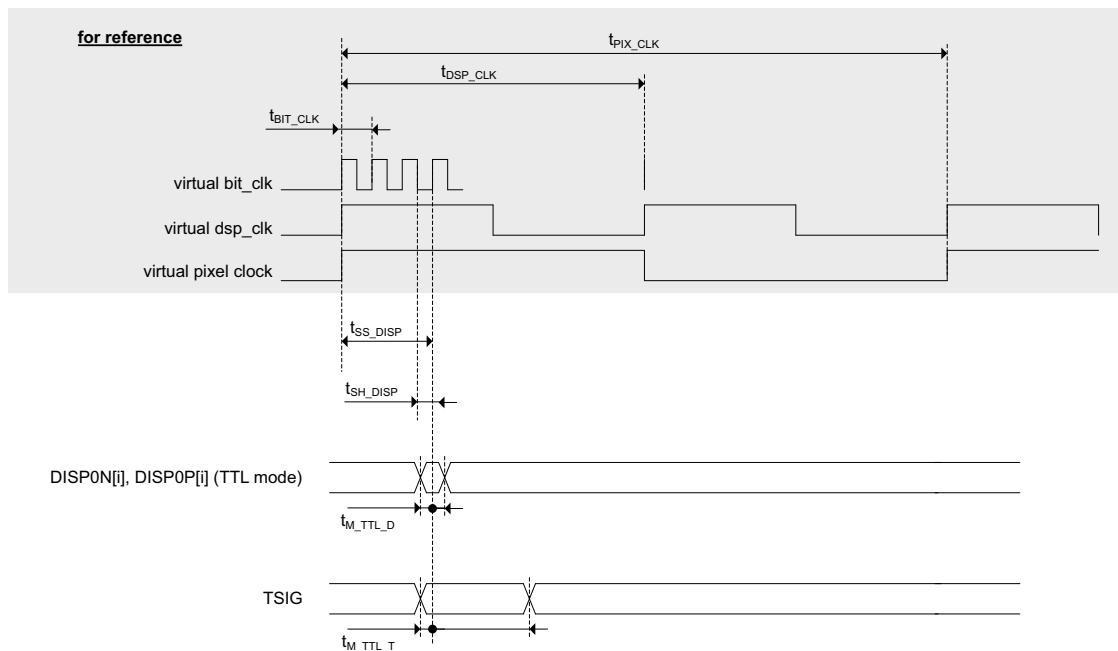 for reference
tPIX_CLK
tDSP_CLK
tBIT_CLK
virtual bit_clk
virtual dsp_clk
virtual pixel clock
tSS_DISP
tSH_DISP
DISP0N[i], DISP0P[i] (TTL mode)
tM_TTL_D
TSIG
tM_TTL_T